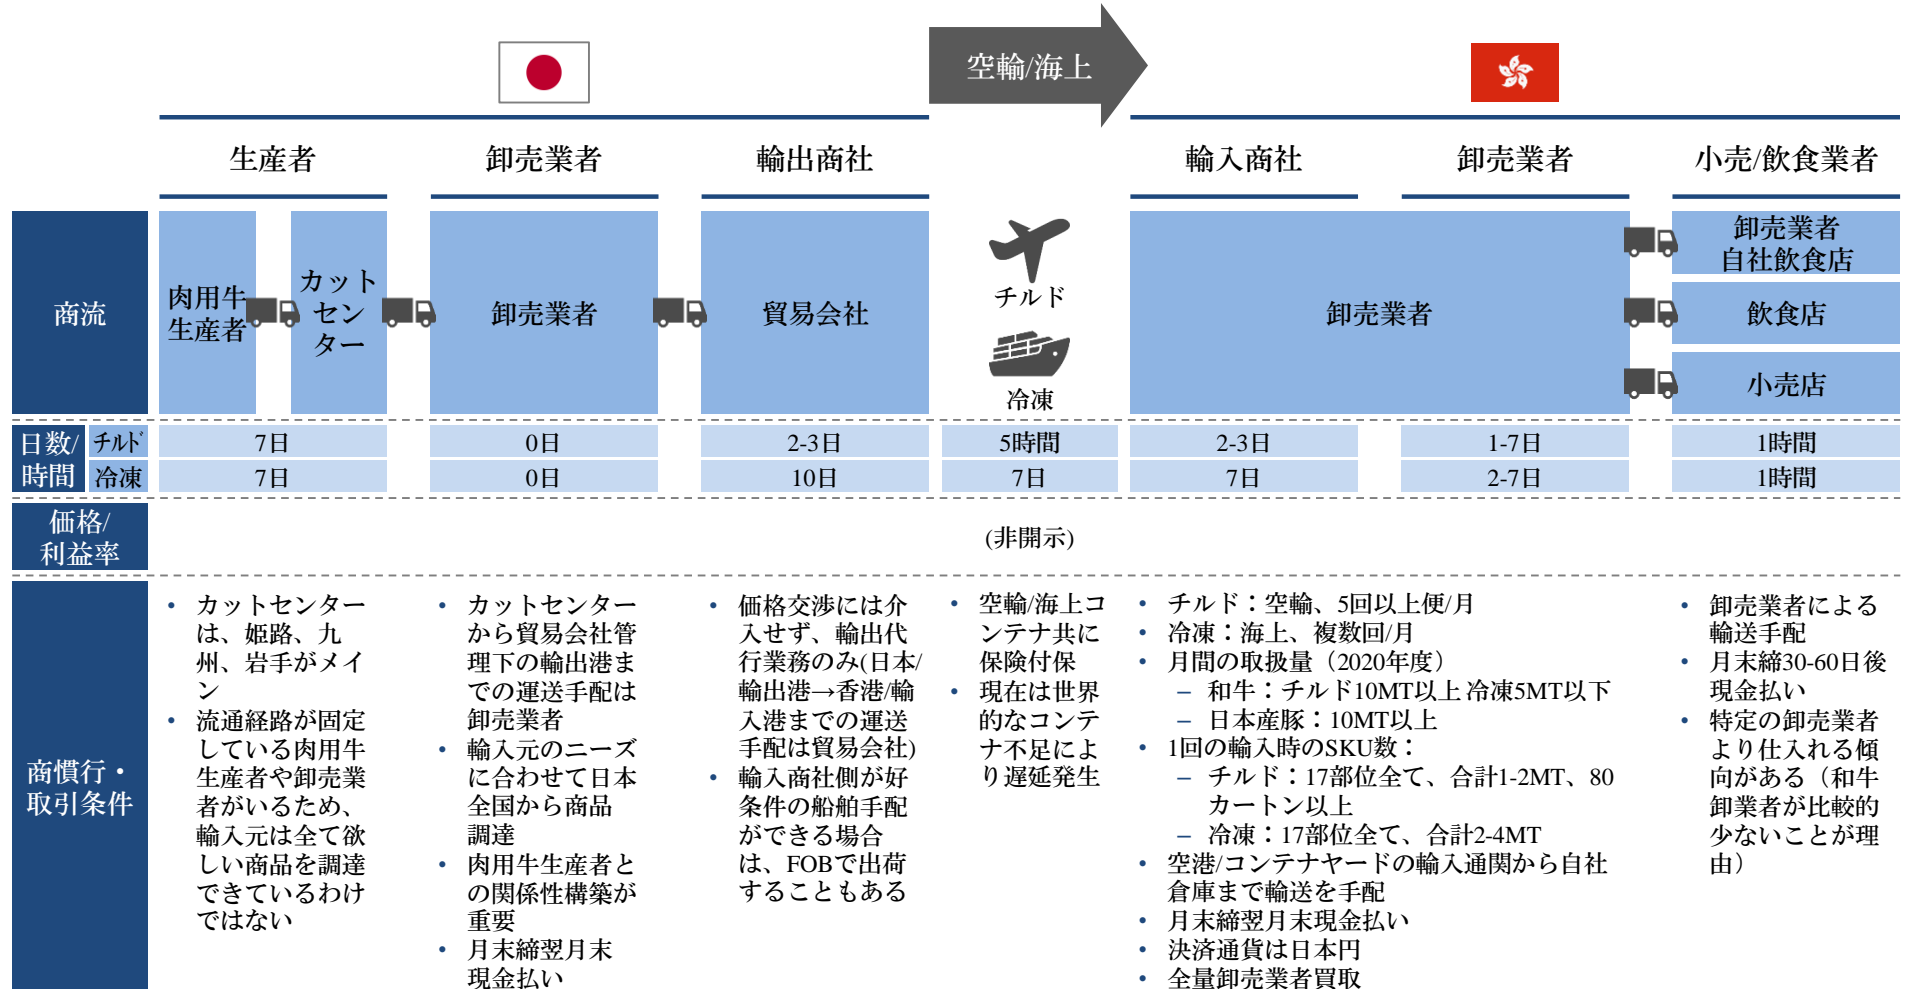 空輸/海上
生産者
卸売業者
輸出商社
輸入商社
卸売業者
小売/飲食業者
商流
肉用牛
生産者
カット
セン
ター
卸売業者
貿易会社
チルド
冷凍
卸売業者
卸売業者
自社飲食店
飲食店
小売店
日数/
時間
チルド
7日
0日
2-3日
5時間
2-3日
1-7日
1時間
冷凍
7日
0日
10日
7日
7日
2-7日
1時間
価格/
利益率
(非開示)
商慣行・
取引条件
• カットセンター
は、姫路、九
州、岩手がメイ
ン
• 流通経路が固定
している肉用牛
生産者や卸売業
者がいるため、
輸入元は全て欲
しい商品を調達
できているわけ
ではない
• カットセンター
から貿易会社管
理下の輸出港ま
での運送手配は
卸売業者
• 輸入元のニーズ
に合わせて日本
全国から商品
調達
• 肉用牛生産者と
の関係性構築が
重要
• 月末締翌月末
現金払い
• 価格交渉には介
入せず、輸出代
行業務のみ(日本/
輸出港→香港/輸
入港までの運送
手配は貿易会社)
• 輸入商社側が好
条件の船舶手配
ができる場合
は、FOBで出荷
することもある
• 空輸/海上コ
ンテナ共に
保険付保
• 現在は世界
的なコンテ
ナ不足によ
り遅延発生
• チルド：空輸、5回以上便/月
• 冷凍：海上、複数回/月
• 月間の取扱量（2020年度）
– 和牛：チルド10MT以上 冷凍5MT以下
– 日本産豚：10MT以上
• 1回の輸入時のSKU数：
– チルド：17部位全て、合計1-2MT、80
カートン以上
– 冷凍：17部位全て、合計2-4MT
• 空港/コンテナヤードの輸入通関から自社
倉庫まで輸送を手配
• 月末締翌月末現金払い
• 決済通貨は日本円
• 全量卸売業者買取
• 卸売業者による
輸送手配
• 月末締30-60日後
現金払い
• 特定の卸売業者
より仕入れる傾
向がある（和牛
卸業者が比較的
少ないことが理
由）